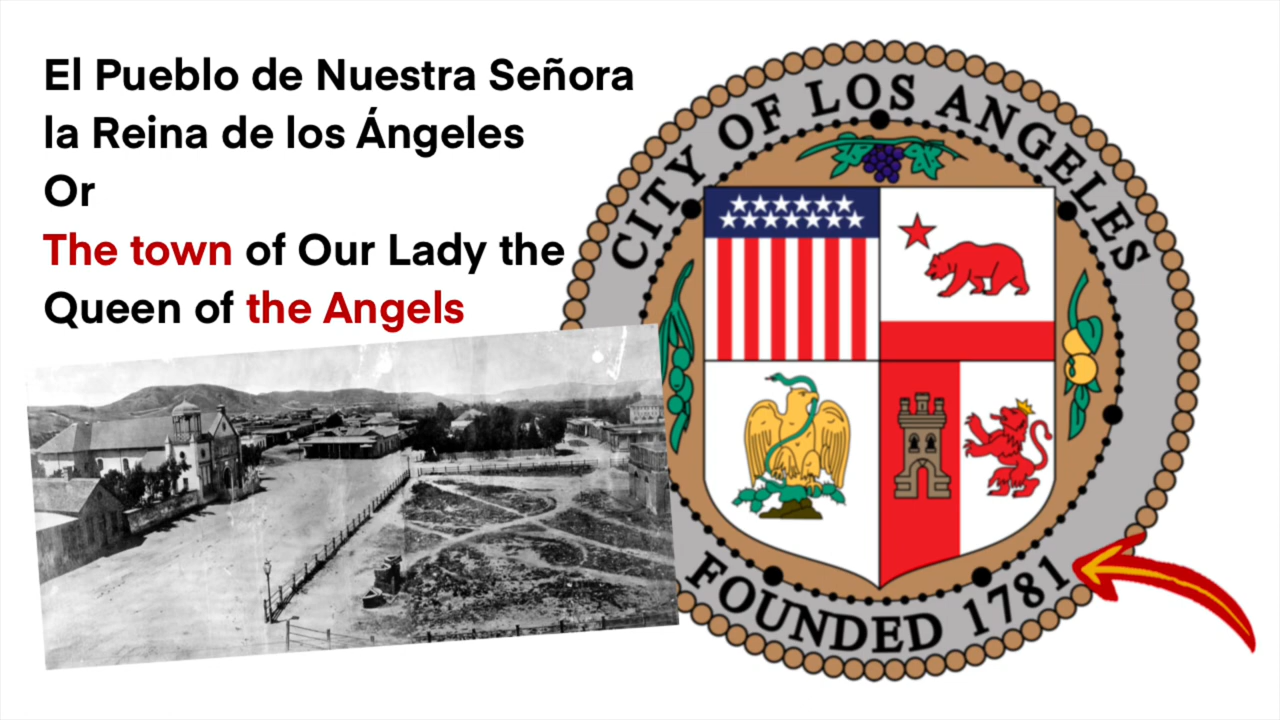 El Pueblo de Nuestra Señora
la Reina de los Ángeles
Or
The town of Our Lady the
Queen of the Angels
CITY OF LOS ANGELES
FOUNDED 1781